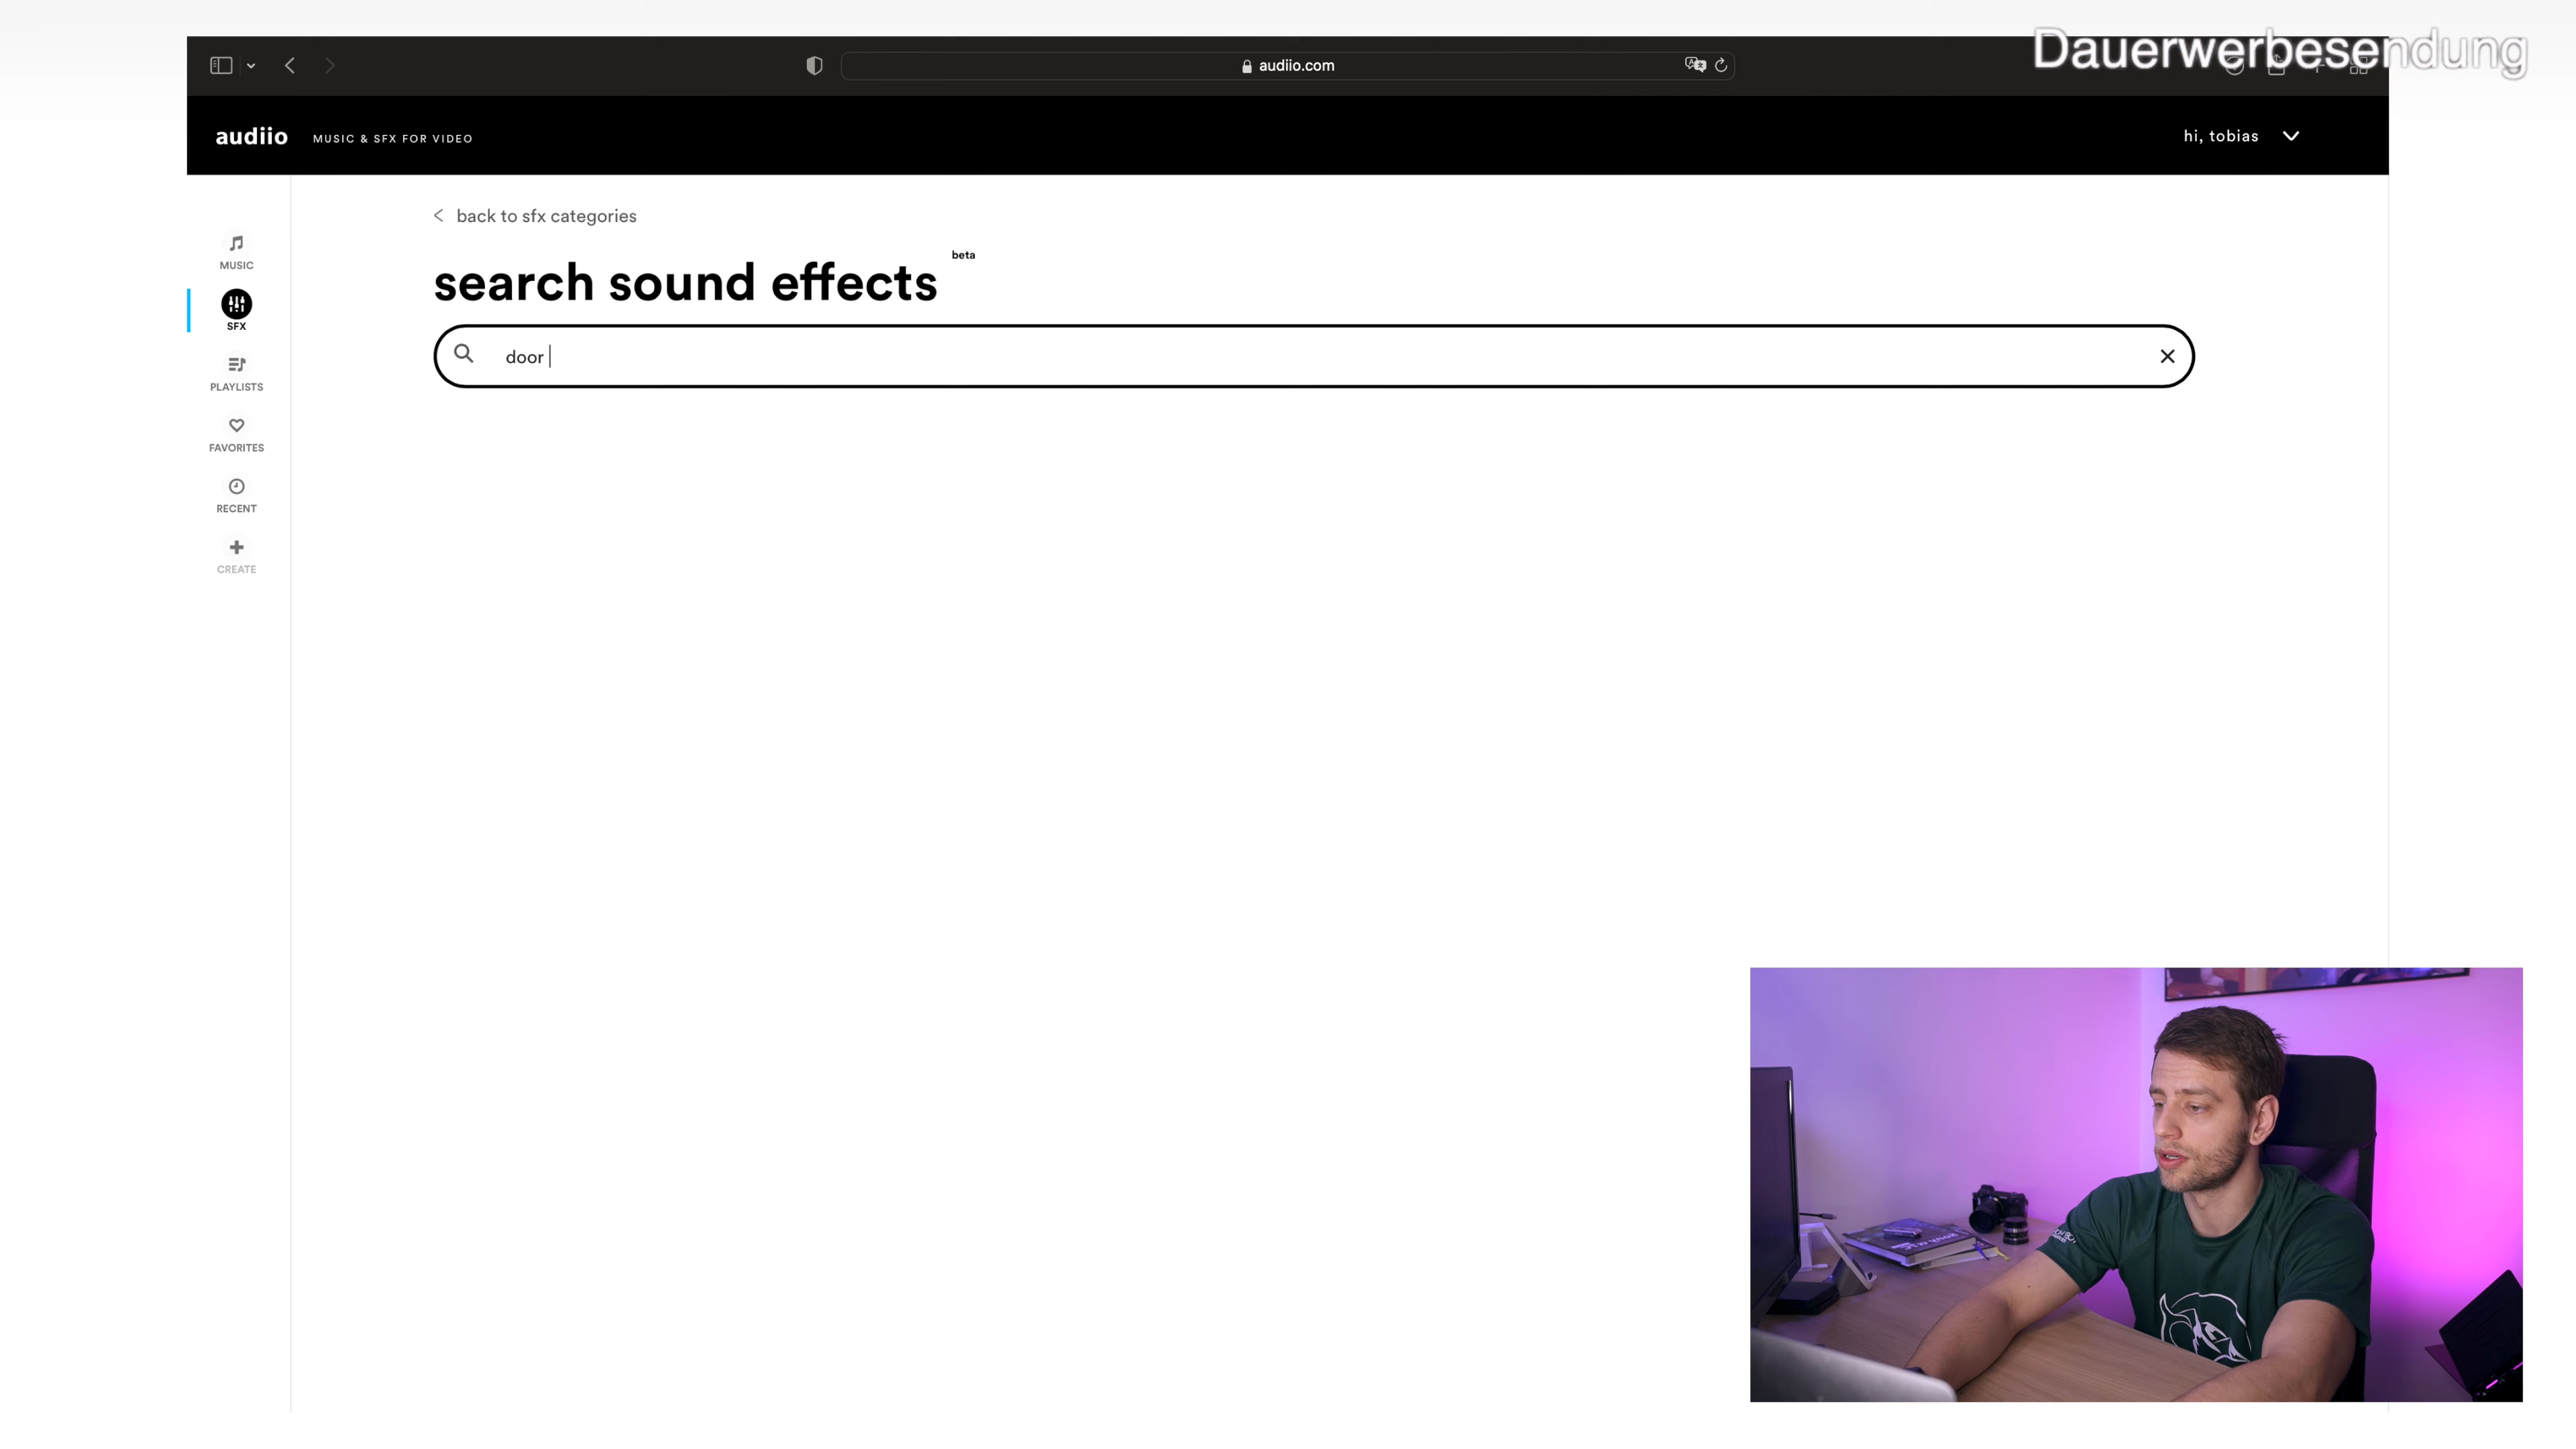 Dauerwerbesendung
audiio.com
audiio MUSIC & SFX FOR VIDEO
hi, tobias
back to sfx categories
search sound effects beta
door
MUSIC
SFX
PLAYLISTS
FAVORITES
RECENT
CREATE